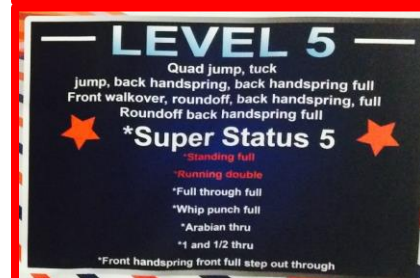 LEVEL 5
Quad jump, tuck
jump, back handspring, back handspring full
Front walkover, roundoff, back handspring, full
Roundoff back handspring full
*Super Status 5
*Standing full
*Running double
*Full through full
*Whip punch full
*Arabian thru
*1 and 1/2 thru
*Front handspring front full step out through